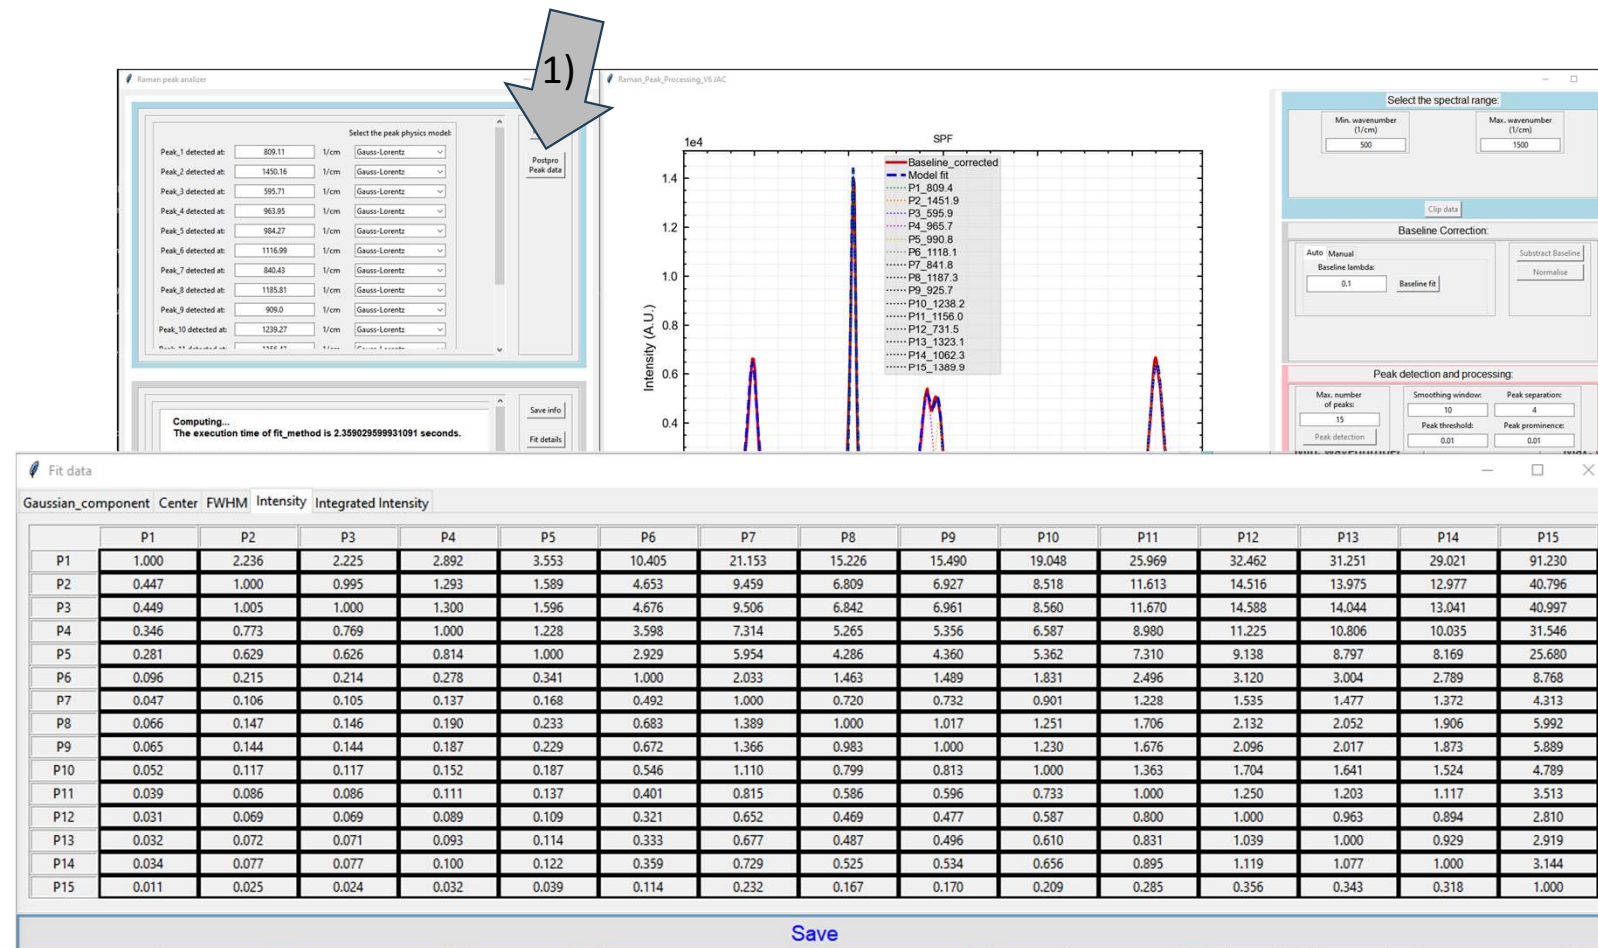 1)
Raman peak analizer
Select the peak physics model:
Peak_1 detected at: 809.11 1/cm Gauss-Lorentz
Peak_2 detected at: 1450.16 1/cm Gauss-Lorentz
Peak_3 detected at: 595.71 1/cm Gauss-Lorentz
Peak_4 detected at: 963.95 1/cm Gauss-Lorentz
Peak_5 detected at: 984.27 1/cm Gauss-Lorentz
Peak_6 detected at: 1116.99 1/cm Gauss-Lorentz
Peak_7 detected at: 840.43 1/cm Gauss-Lorentz
Peak_8 detected at: 1185.81 1/cm Gauss-Lorentz
Peak_9 detected at: 909.0 1/cm Gauss-Lorentz
Peak_10 detected at: 1239.27 1/cm Gauss-Lorentz
Postpro
Peak data
Computing...
The execution time of fit_method is 2.359029599931091 seconds.
Save info
Fit details
Raman_Peak_Processing_V6 JAC
SPF
1e4
Intensity (A.U.)
1.4
1.2
1.0
0.8
0.6
0.4
Baseline_corrected
Model fit
P1_809.4
P2_1451.9
P3_595.9
P4_965.7
P5_990.8
P6_1118.1
P7_841.8
P8_1187.3
P9_925.7
P10_1238.2
P11_1156.0
P12_731.5
P13_1323.1
P14_1062.3
P15_1389.9
Select the spectral range:
Min. wavenumber Max. wavenumber
(1/cm) (1/cm)
500 1500
Clip data
Baseline Correction:
Auto Manual
Baseline lambda:
0.1 Baseline fit
Substract Baseline
Normalise
Peak detection and processing:
Max. number
of peaks:
15
Peak detection
Smoothing window: Peak separation:
10 4
Peak threshold: Peak prominence:
0.01 0.01
Fit data
Gaussian_component Center FWHM Intensity Integrated Intensity
P1 P2 P3 P4 P5 P6 P7 P8 P9 P10 P11 P12 P13 P14 P15
P1 1.000 2.236 2.225 2.892 3.553 10.405 21.153 15.226 15.490 19.048 25.969 32.462 31.251 29.021 91.230
P2 0.447 1.000 0.995 1.293 1.589 4.653 9.459 6.809 6.927 8.518 11.613 14.516 13.975 12.977 40.796
P3 0.449 1.005 1.000 1.300 1.596 4.676 9.506 6.842 6.961 8.560 11.670 14.588 14.044 13.041 40.997
P4 0.346 0.773 0.769 1.000 1.228 3.598 7.314 5.265 5.356 6.587 8.980 11.225 10.806 10.035 31.546
P5 0.281 0.629 0.626 0.814 1.000 2.929 5.954 4.286 4.360 5.362 7.310 9.138 8.797 8.169 25.680
P6 0.096 0.215 0.214 0.278 0.341 1.000 2.033 1.463 1.489 1.831 2.496 3.120 3.004 2.789 8.768
P7 0.047 0.106 0.105 0.137 0.168 0.492 1.000 0.720 0.732 0.901 1.228 1.535 1.477 1.372 4.313
P8 0.066 0.147 0.146 0.190 0.233 0.683 1.389 1.000 1.017 1.251 1.706 2.132 2.052 1.906 5.992
P9 0.065 0.144 0.144 0.187 0.229 0.672 1.366 0.983 1.000 1.230 1.676 2.096 2.017 1.873 5.889
P10 0.052 0.117 0.117 0.152 0.187 0.546 1.110 0.799 0.813 1.000 1.363 1.704 1.641 1.524 4.789
P11 0.039 0.086 0.086 0.111 0.137 0.401 0.815 0.586 0.596 0.733 1.000 1.250 1.203 1.117 3.513
P12 0.031 0.069 0.069 0.089 0.109 0.321 0.652 0.469 0.477 0.587 0.800 1.000 0.963 0.894 2.810
P13 0.032 0.072 0.071 0.093 0.114 0.333 0.677 0.487 0.496 0.610 0.831 1.039 1.000 0.929 2.919
P14 0.034 0.077 0.077 0.100 0.122 0.359 0.729 0.525 0.534 0.656 0.895 1.119 1.077 1.000 3.144
P15 0.011 0.025 0.024 0.032 0.039 0.114 0.232 0.167 0.170 0.209 0.285 0.356 0.343 0.318 1.000
Save